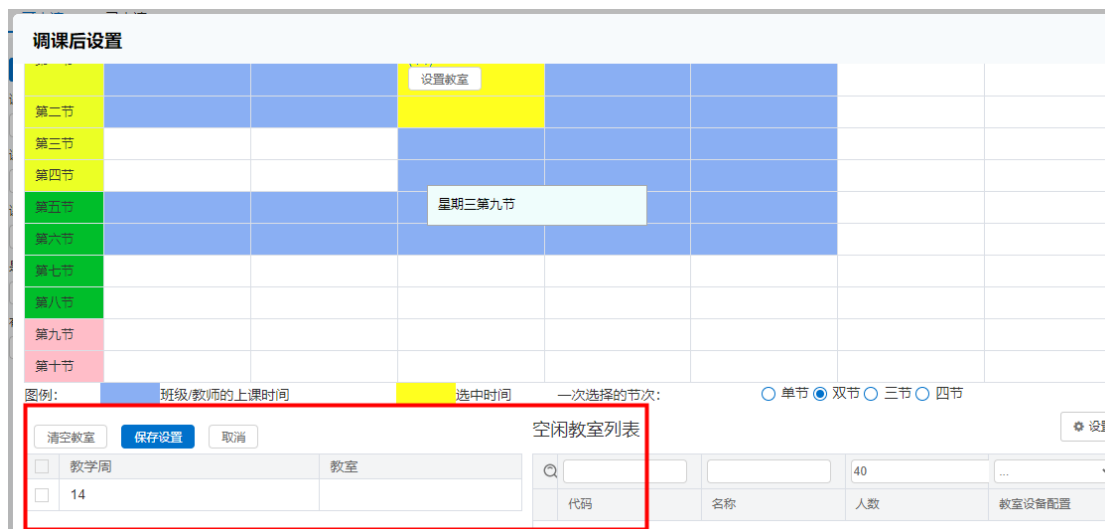 调课后设置
设置教室
第二节
第三节
第四节
第五节
星期三第九节
第六节
第七节
第八节
第九节
第十节
图例: 班级/教师的上课时间 选中时间 一次选择的节次: 单节 双节 三节 四节
清空教室 保存设置 取消 空闲教室列表
教学周 教室 40 ...
14 代码 名称 人数 教室设备配置